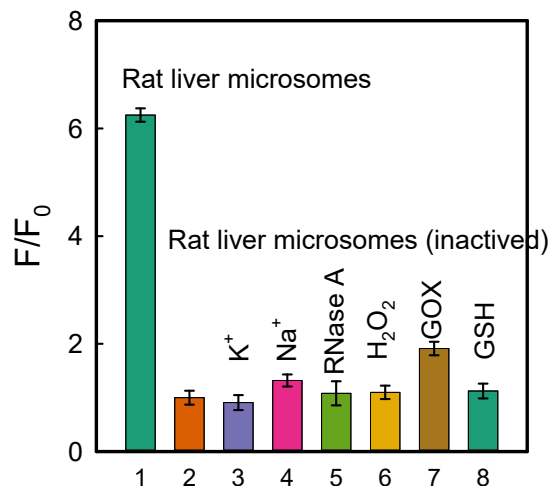 8
Rat liver microsomes
6
F/F₀
4
Rat liver microsomes (inactived)
K⁺
Na⁺
RNase A
H₂O₂
GOX
GSH
2
0
1 2 3 4 5 6 7 8